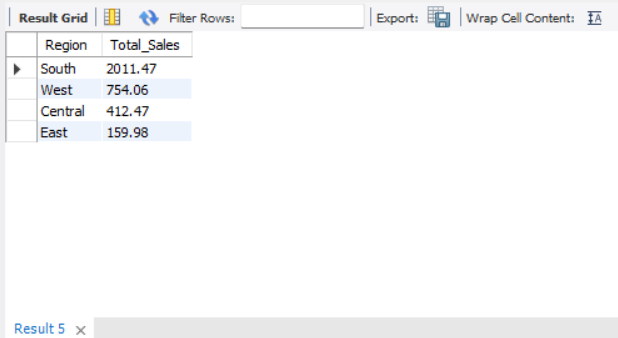 Result Grid Filter Rows: Export: Wrap Cell Content: IA
Region Total_Sales
South 2011.47
West 754.06
Central 412.47
East 159.98
Result 5 ×